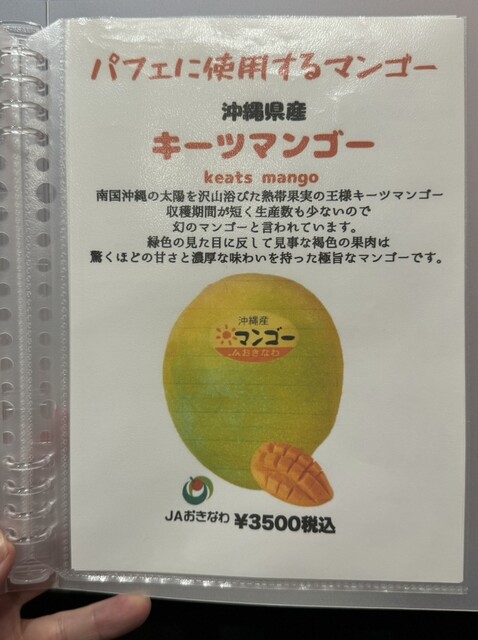 パフェに使用するマンゴー
沖縄県産
キーツマンゴー
keats mango
南国沖縄の太陽を沢山浴びた熱帯果実の王様キーツマンゴー
収穫期間が短く生産数も少ないので
幻のマンゴーと言われています。
緑色の見た目に反して見事な褐色の果肉は
驚くほどの甘さと濃厚な味わいを持った極旨なマンゴーです。
沖縄産
マンゴー
JAおきなわ
JAおきなわ ¥3500税込